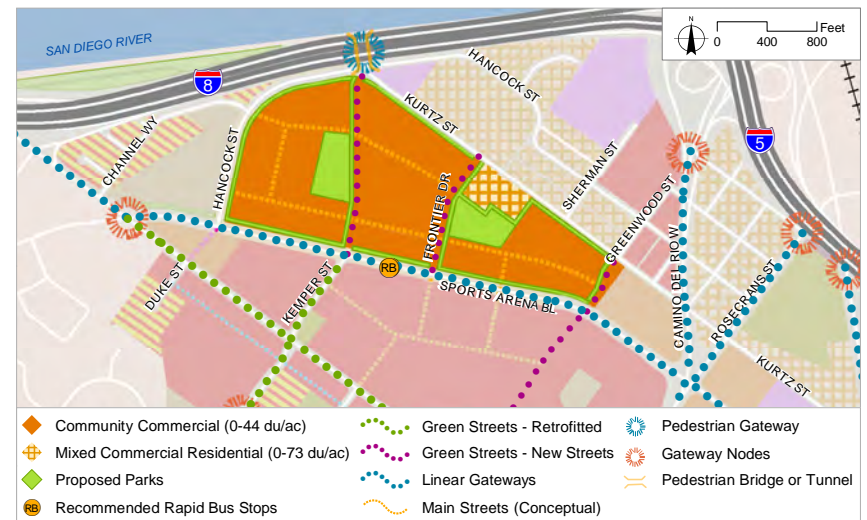 SAN DIEGO RIVER
N
0 400 800
Feet
8
HANCOCK ST
KURTZ ST
5
CHANNEL WY
HANCOCK ST
SHERMAN ST
FRONTIER DR
GREENWOOD ST
DUKE ST
KEMPER ST
RB
SPORTS ARENA BL
CAMINO DEL RIO W
ROSECRANS ST
KURTZ ST
Community Commercial (0-44 du/ac)
Mixed Commercial Residential (0-73 du/ac)
Proposed Parks
RB Recommended Rapid Bus Stops
Green Streets - Retrofitted
Green Streets - New Streets
Linear Gateways
Main Streets (Conceptual)
Pedestrian Gateway
Gateway Nodes
Pedestrian Bridge or Tunnel